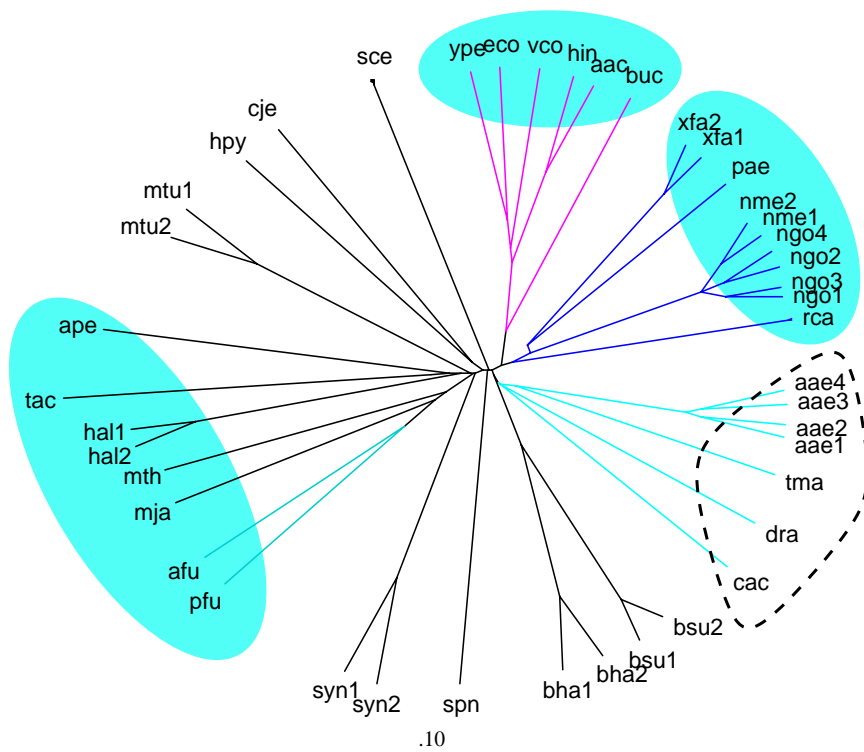 sce
ype
eco
vco
hin
aac
buc
cje
hpy
mtu1
mtu2
xfa2
xfa1
pae
nme2
nme1
ngo4
ngo2
ngo3
ngo1
rca
ape
tac
hal1
hal2
mth
mja
afu
pfu
aae4
aae3
aae2
aae1
tma
dra
cac
syn1
syn2
spn
bha1
bha2
bsu1
bsu2
.10